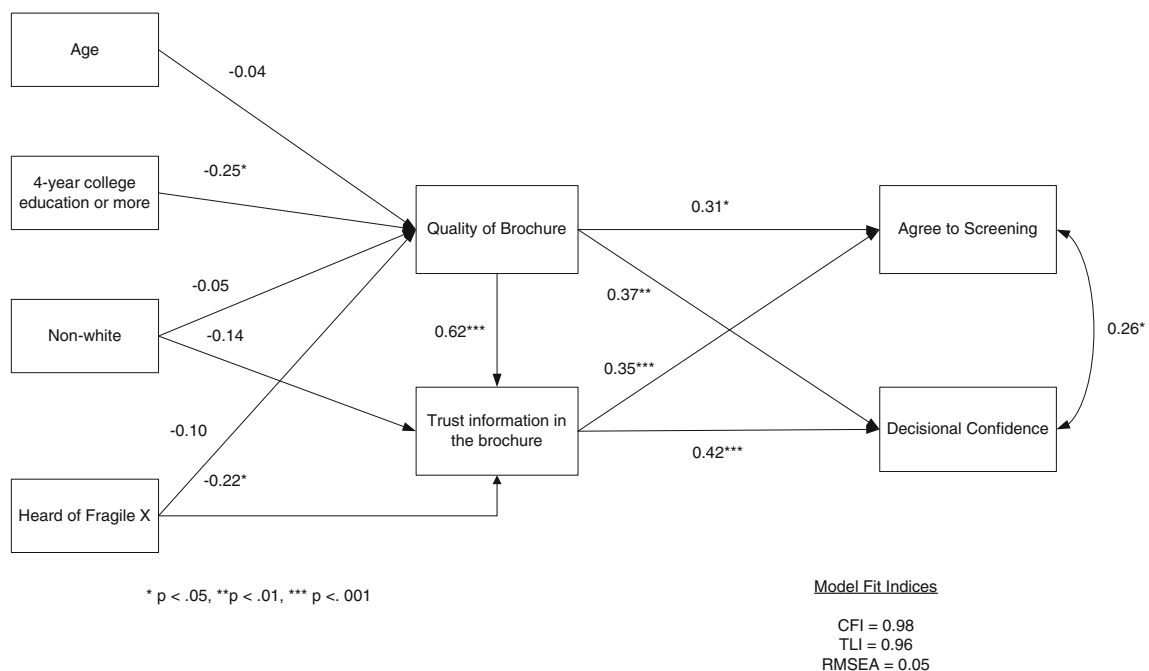 Age
-0.04
4-year college
education or more
-0.25*
Quality of Brochure
0.31*
Agree to Screening
-0.05
Non-white
-0.14
0.62***
0.37**
0.35***
0.26*
Trust information in
the brochure
Decisional Confidence
-0.10
0.42***
-0.22*
Heard of Fragile X
* p < .05, **p < .01, *** p <. 001
Model Fit Indices
CFI = 0.98
TLI = 0.96
RMSEA = 0.05